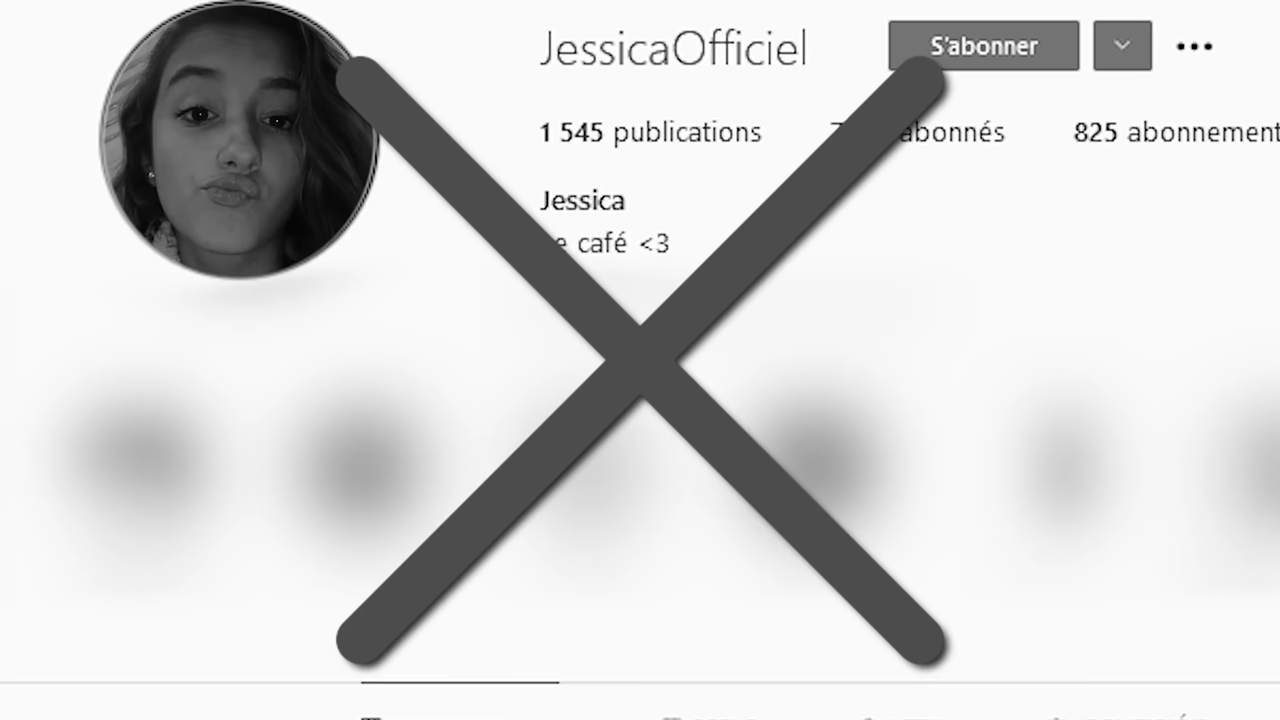 JessicaOfficiel S'abonner
1 545 publications abonnés 825 abonnement
Jessica
café <3